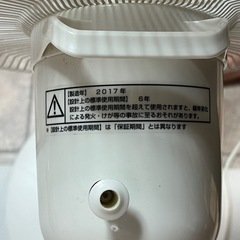 【製造年】2017年
【設計上の標準使用期間】 6年
設計上の標準使用期間を超えて使用されますと、経年劣化
による発火・けが等の事故に至るおそれがあります。
※【設計上の標準使用期間】は「保証期間」とは異なります